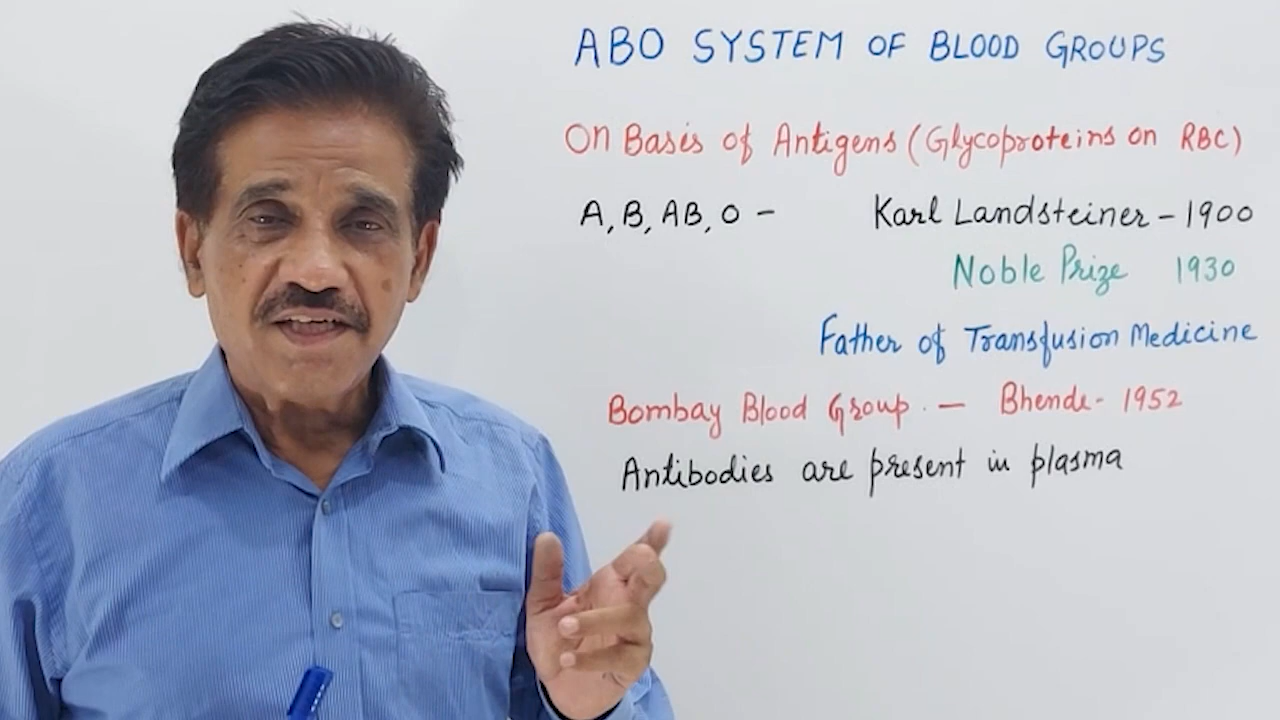 ABO SYSTEM OF BLOOD GROUPS
On Basis of Antigens (Glycoproteins on RBC)
A, B, AB, O – Karl Landsteiner – 1900
Noble Prize 1930
Father of Transfusion Medicine
Bombay Blood Group. — Bhende - 1952
Antibodies are present in plasma